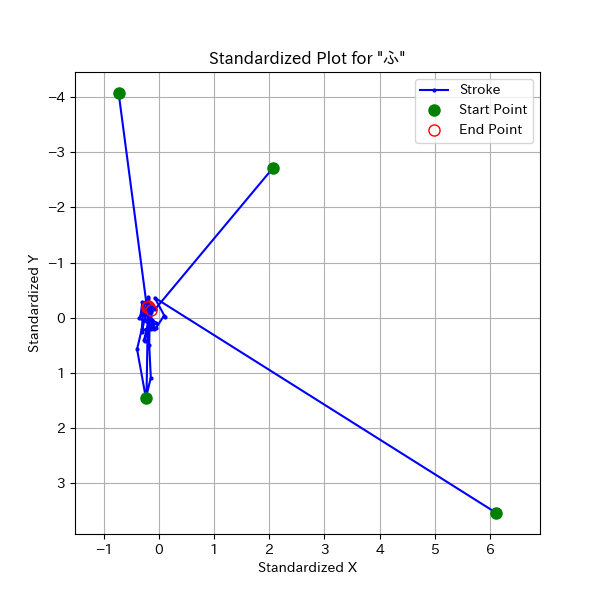 Standardized Plot for "ふ"
Stroke
Start Point
End Point
−4
−3
−2
−1
0
1
2
3
Standardized Y
−1 0 1 2 3 4 5 6
Standardized X